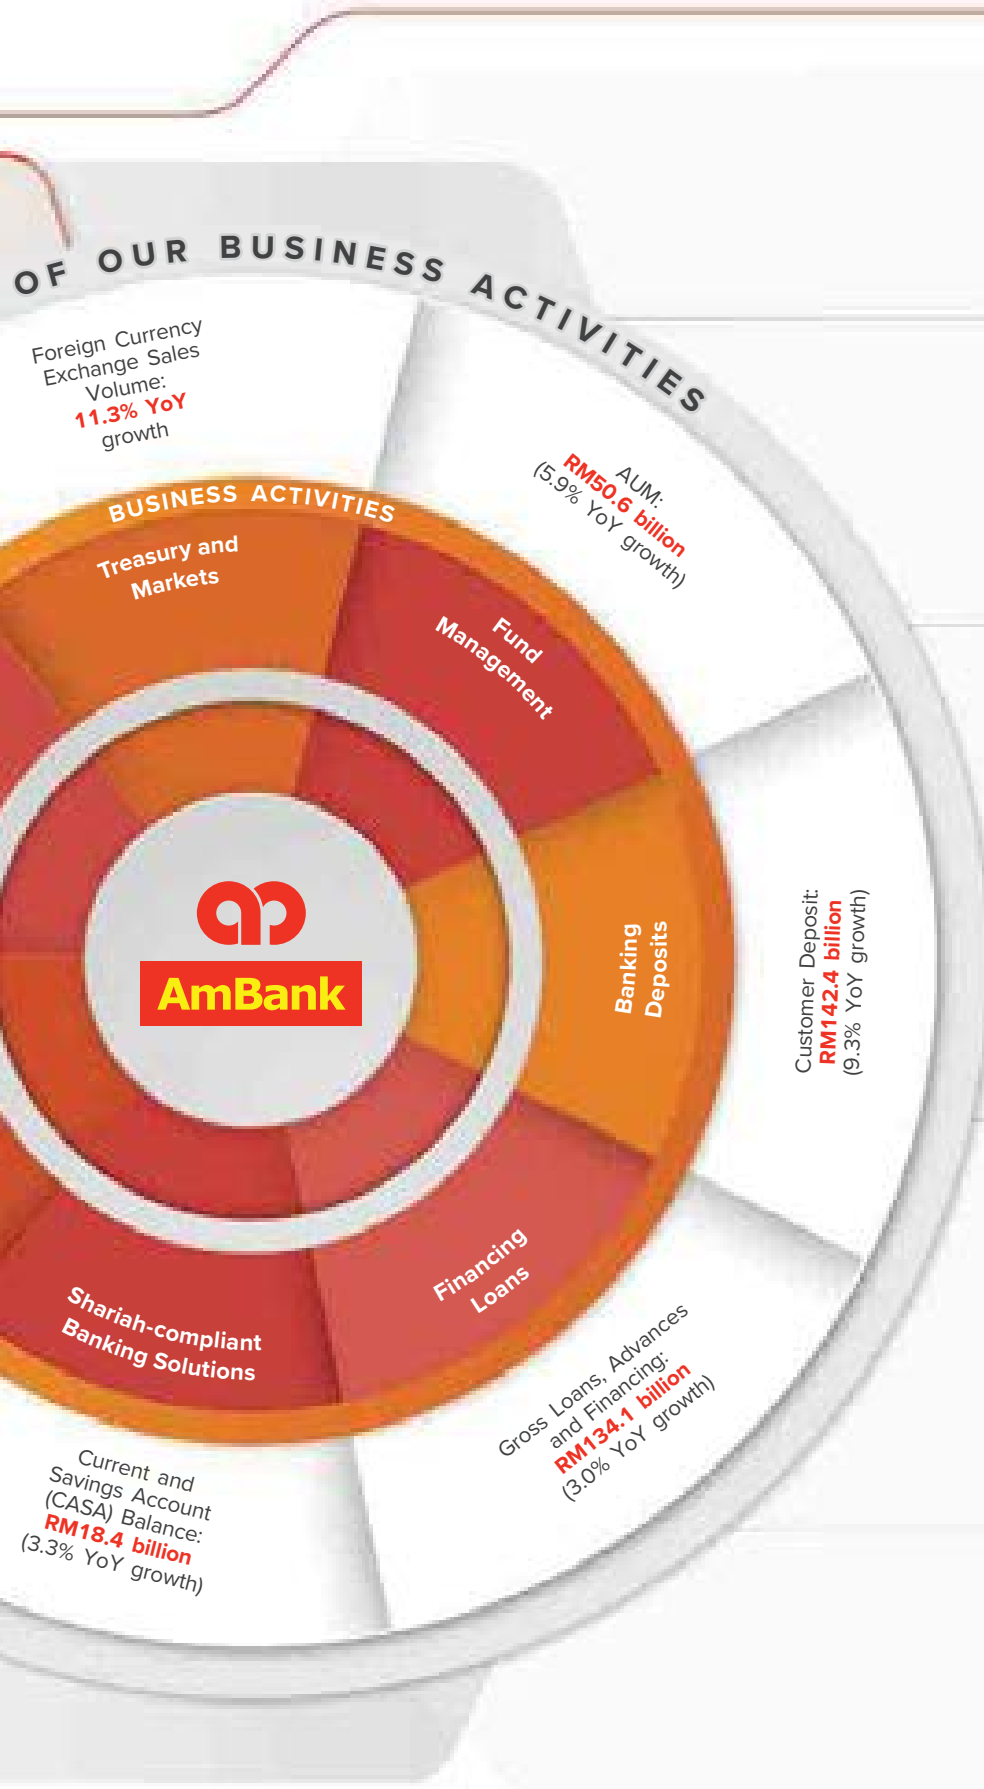 OF OUR BUSINESS ACTIVITIES
Foreign Currency
Exchange Sales
Volume:
11.3% YoY
growth
AUM:
RM50.6 billion
(5.9% YoY growth)
BUSINESS ACTIVITIES
Treasury and
Markets
Fund
Management
Banking
Deposits
Customer Deposit:
RM142.4 billion
(9.3% YoY growth)
AmBank
Financing
Loans
Gross Loans, Advances
and Financing:
RM134.1 billion
(3.0% YoY growth)
Shariah-compliant
Banking Solutions
Current and
Savings Account
(CASA) Balance:
RM18.4 billion
(3.3% YoY growth)